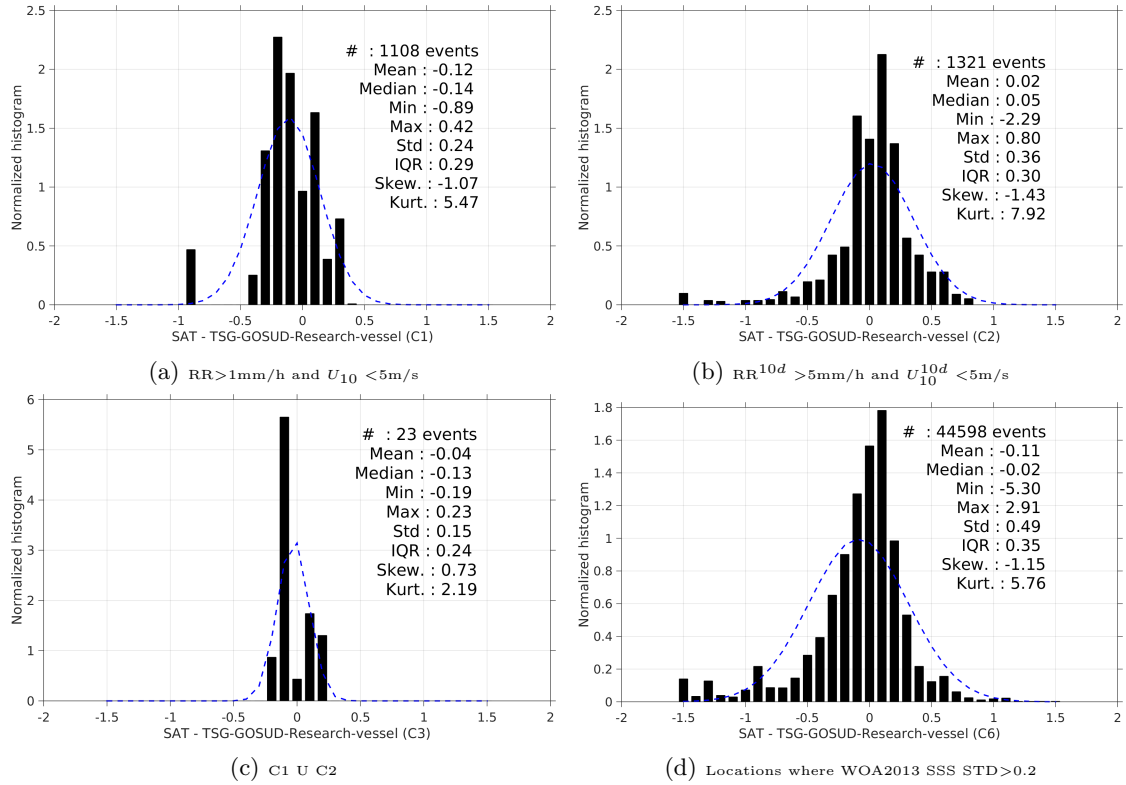 2.5
2
1.5
1
0.5
0
Normalized histogram
# : 1108 events
Mean : -0.12
Median : -0.14
Min : -0.89
Max : 0.42
Std : 0.24
IQR : 0.29
Skew. : -1.07
Kurt. : 5.47
-2 -1.5 -1 -0.5 0 0.5 1 1.5 2
SAT - TSG-GOSUD-Research-vessel (C1)
(a) RR>1mm/h and U10 <5m/s
2.5
2
1.5
1
0.5
0
Normalized histogram
# : 1321 events
Mean : 0.02
Median : 0.05
Min : -2.29
Max : 0.80
Std : 0.36
IQR : 0.30
Skew. : -1.43
Kurt. : 7.92
-2 -1.5 -1 -0.5 0 0.5 1 1.5 2
SAT - TSG-GOSUD-Research-vessel (C2)
(b) RR10d >5mm/h and U10d10 <5m/s
6
5
4
3
2
1
0
Normalized histogram
# : 23 events
Mean : -0.04
Median : -0.13
Min : -0.19
Max : 0.23
Std : 0.15
IQR : 0.24
Skew. : 0.73
Kurt. : 2.19
-2 -1.5 -1 -0.5 0 0.5 1 1.5 2
SAT - TSG-GOSUD-Research-vessel (C3)
(c) C1 U C2
1.8
1.6
1.4
1.2
1
0.8
0.6
0.4
0.2
0
Normalized histogram
# : 44598 events
Mean : -0.11
Median : -0.02
Min : -5.30
Max : 2.91
Std : 0.49
IQR : 0.35
Skew. : -1.15
Kurt. : 5.76
-2 -1.5 -1 -0.5 0 0.5 1 1.5 2
SAT - TSG-GOSUD-Research-vessel (C6)
(d) Locations where WOA2013 SSS STD>0.2